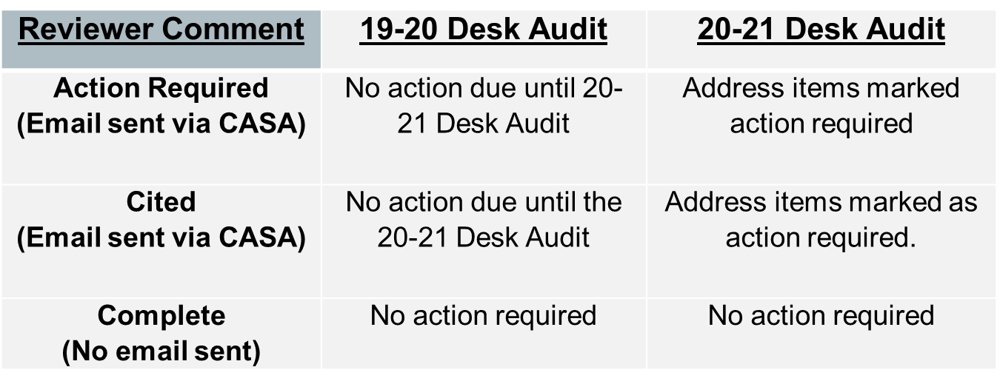 Reviewer Comment
19-20 Desk Audit
20-21 Desk Audit
Action Required
(Email sent via CASA)
No action due until 20-
21 Desk Audit
Address items marked
action required
Cited
(Email sent via CASA)
No action due until the
20-21 Desk Audit
Address items marked as
action required.
Complete
(No email sent)
No action required
No action required